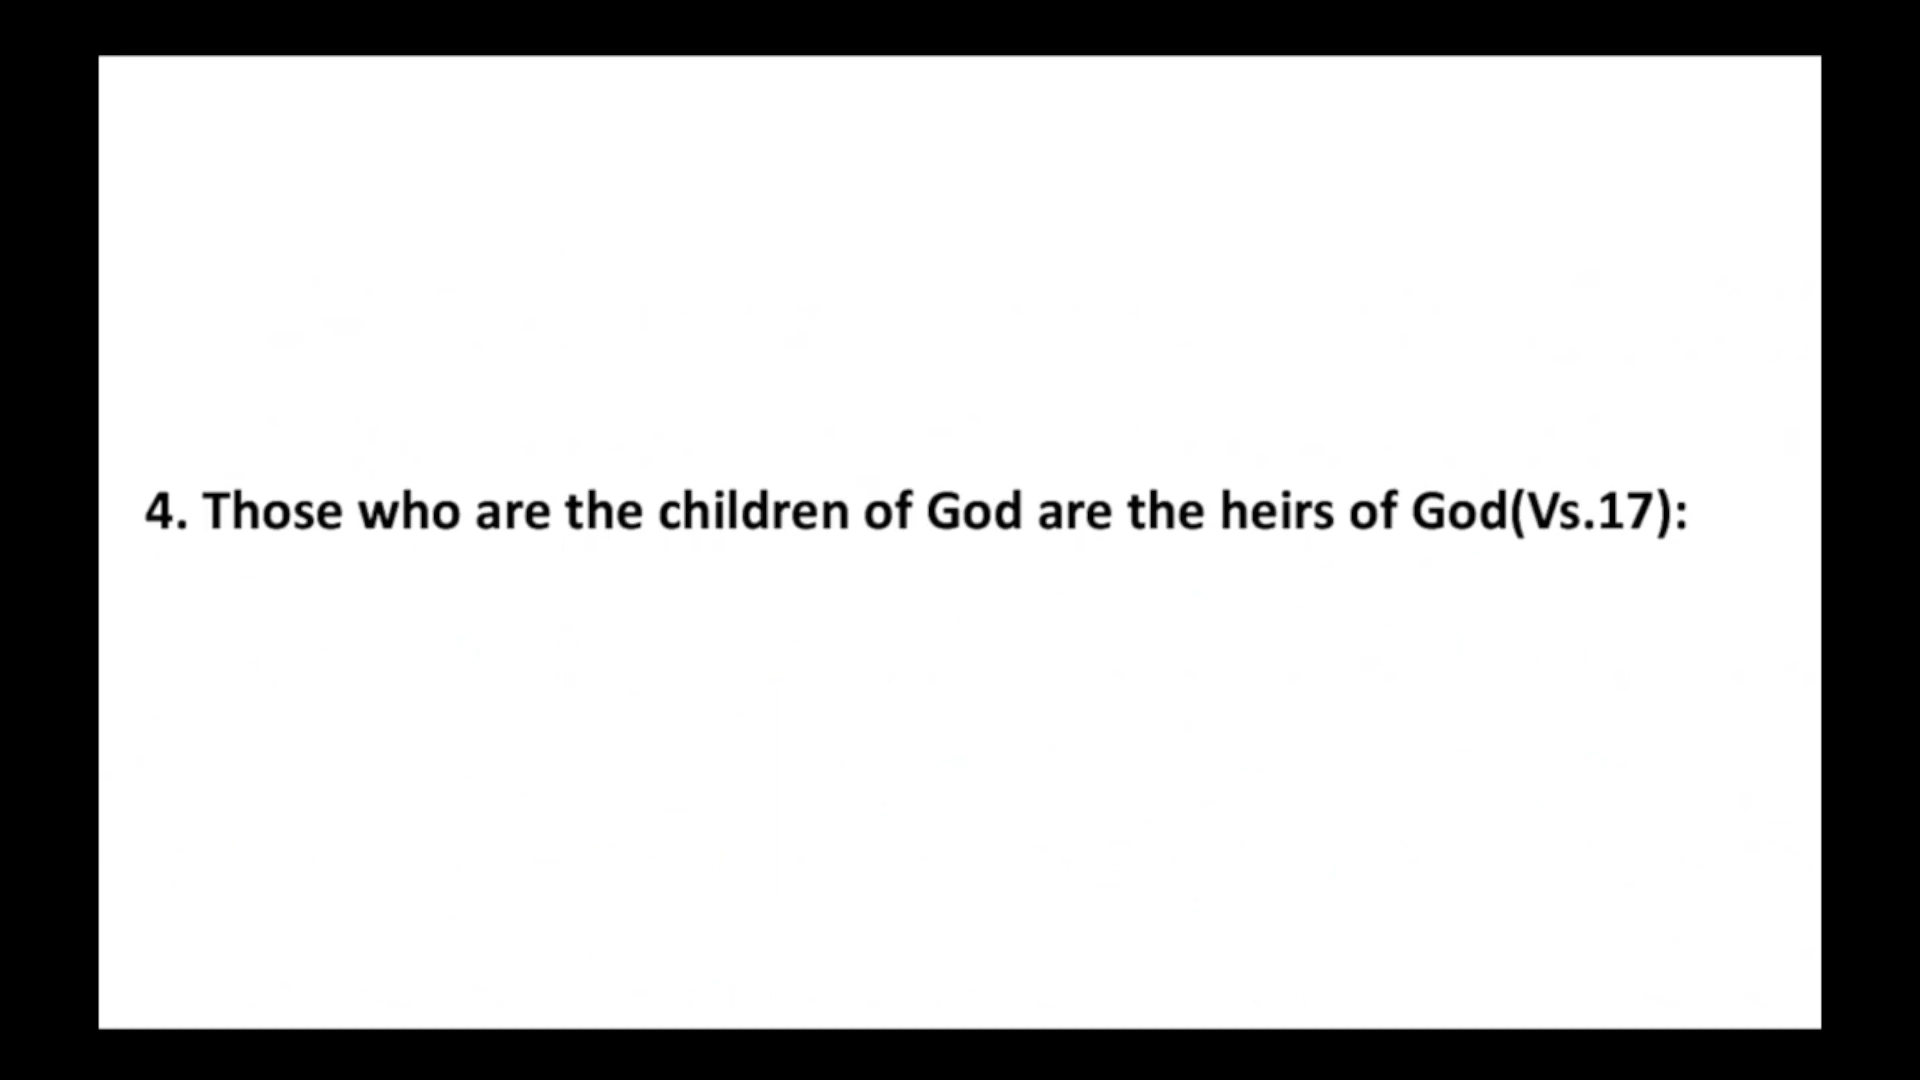 4. Those who are the children of God are the heirs of God(Vs.17):